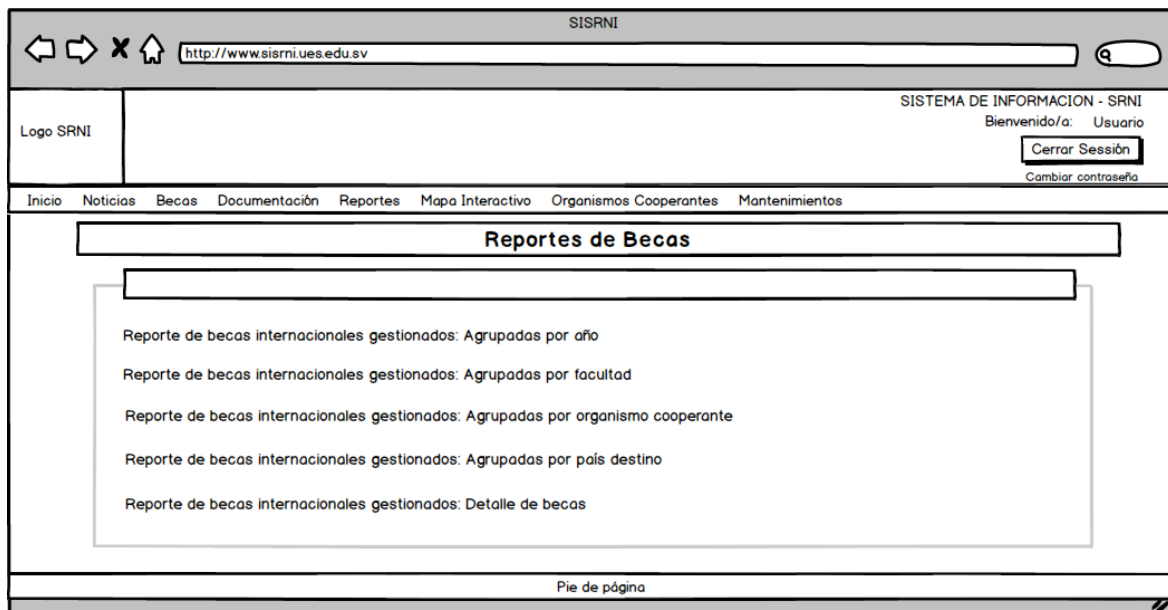 SISRNI
http://www.sisrni.ues.edu.sv
SISTEMA DE INFORMACION - SRNI
Logo SRNI
Bienvenido/a: Usuario
Cerrar Sessión
Cambiar contraseña
Inicio Noticias Becas Documentación Reportes Mapa Interactivo Organismos Cooperantes Mantenimientos
Reportes de Becas
Reporte de becas internacionales gestionados: Agrupadas por año
Reporte de becas internacionales gestionados: Agrupadas por facultad
Reporte de becas internacionales gestionados: Agrupadas por organismo cooperante
Reporte de becas internacionales gestionados: Agrupadas por país destino
Reporte de becas internacionales gestionados: Detalle de becas
Pie de página